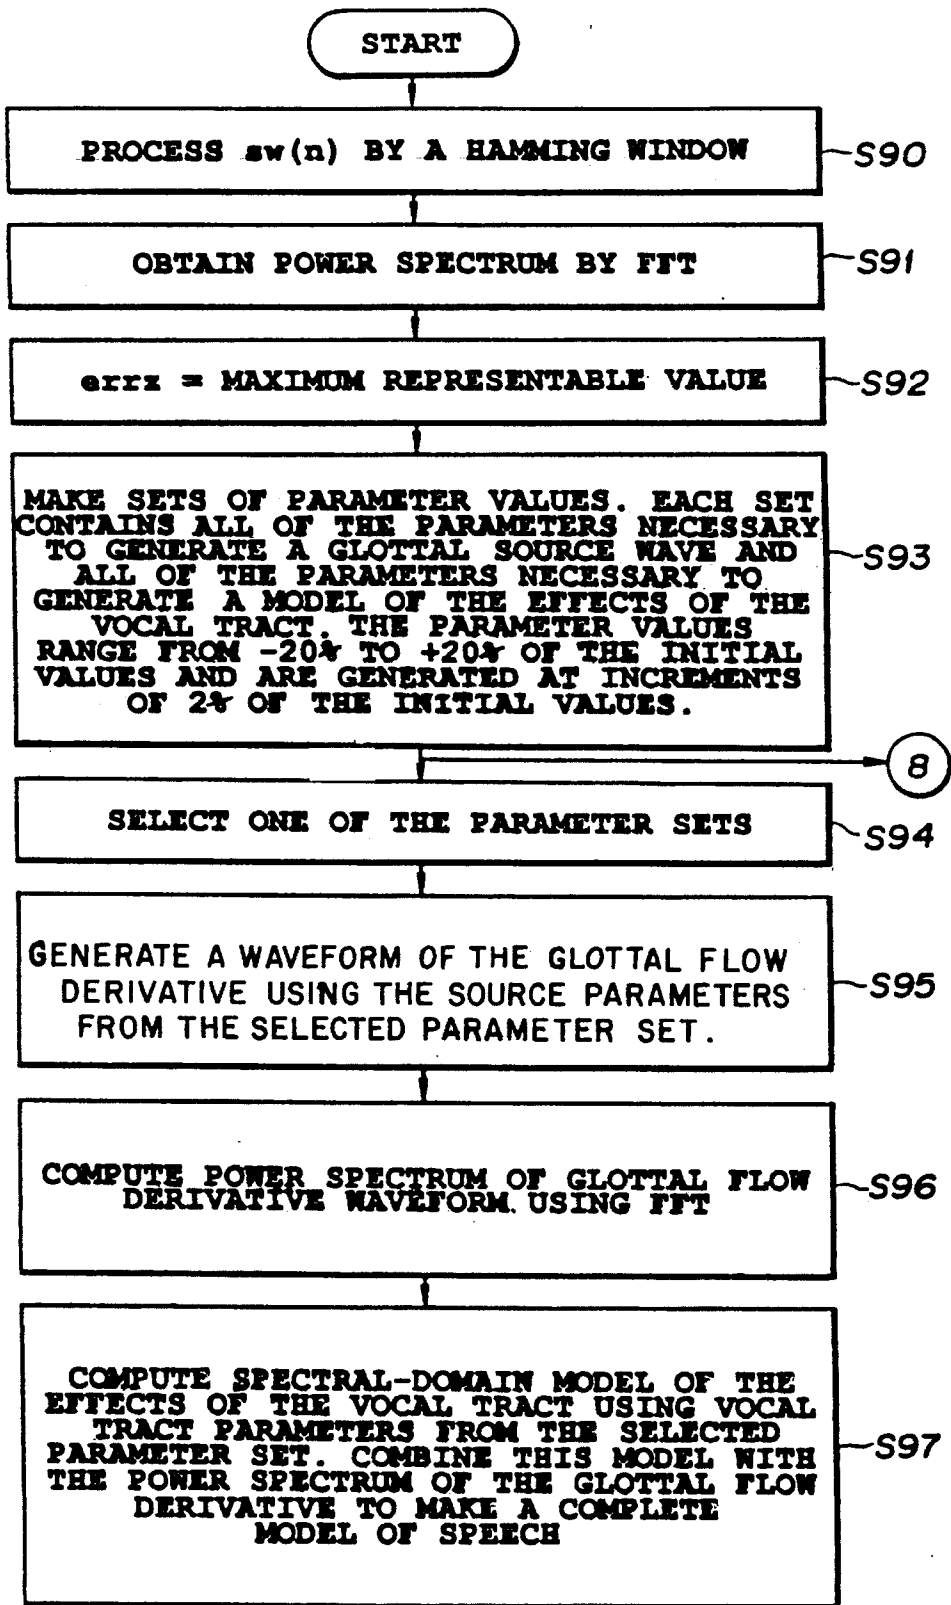 START
PROCESS sw(n) BY A HAMMING WINDOW
S90
OBTAIN POWER SPECTRUM BY FFT
S91
errz = MAXIMUM REPRESENTABLE VALUE
S92
MAKE SETS OF PARAMETER VALUES. EACH SET
CONTAINS ALL OF THE PARAMETERS NECESSARY
TO GENERATE A GLOTTAL SOURCE WAVE AND
ALL OF THE PARAMETERS NECESSARY TO
GENERATE A MODEL OF THE EFFECTS OF THE
VOCAL TRACT. THE PARAMETER VALUES
RANGE FROM -20% TO +20% OF THE INITIAL
VALUES AND ARE GENERATED AT INCREMENTS
OF 2% OF THE INITIAL VALUES.
S93
8
SELECT ONE OF THE PARAMETER SETS
S94
GENERATE A WAVEFORM OF THE GLOTTAL FLOW
DERIVATIVE USING THE SOURCE PARAMETERS
FROM THE SELECTED PARAMETER SET.
S95
COMPUTE POWER SPECTRUM OF GLOTTAL FLOW
DERIVATIVE WAVEFORM USING FFT
S96
COMPUTE SPECTRAL-DOMAIN MODEL OF THE
EFFECTS OF THE VOCAL TRACT USING VOCAL
TRACT PARAMETERS FROM THE SELECTED
PARAMETER SET. COMBINE THIS MODEL WITH
THE POWER SPECTRUM OF THE GLOTTAL FLOW
DERIVATIVE TO MAKE A COMPLETE
MODEL OF SPEECH
S97